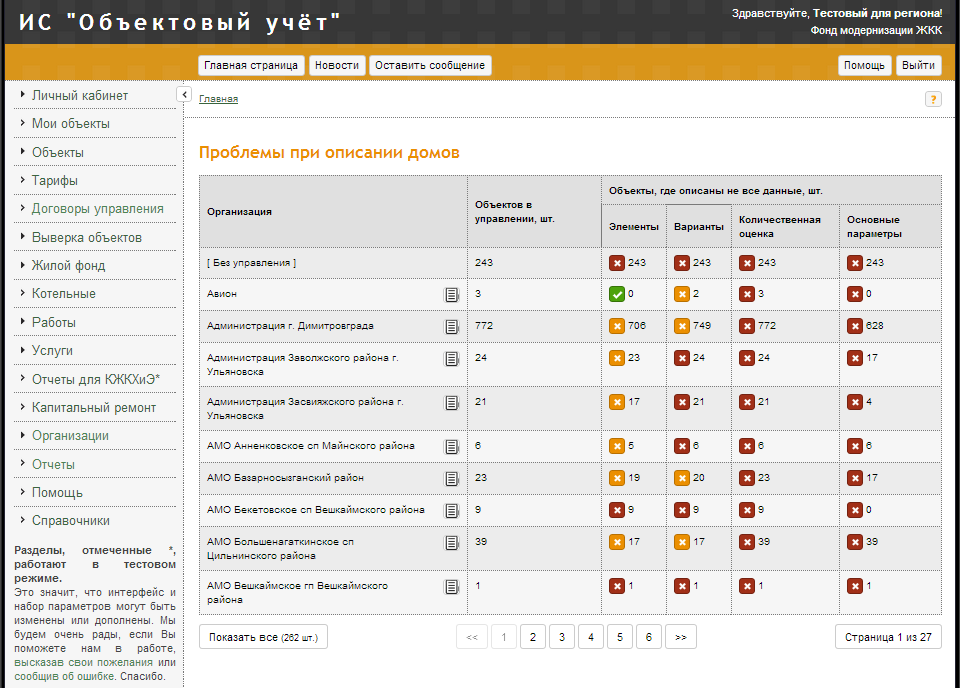 ИС "Объектовый учёт"
Здравствуйте, Тестовый для региона!
Фонд модернизации ЖКК
Главная страница Новости Оставить сообщение Помощь Выйти
Личный кабинет
Мои объекты
Объекты
Тарифы
Договоры управления
Выверка объектов
Жилой фонд
Котельные
Работы
Услуги
Отчеты для КЖКХиЭ*
Капитальный ремонт
Организации
Отчеты
Помощь
Справочники
Разделы, отмеченные *,
работают в тестовом
режиме.
Это значит, что интерфейс и
набор параметров могут быть
изменены или дополнены. Мы
будем очень рады, если Вы
поможете нам в работе,
высказав свои пожелания или
сообщив об ошибке. Спасибо.
<
Главная ?
Проблемы при описании домов
Организация
Объектов в
управлении, шт.
Объекты, где описаны не все данные, шт.
Элементы
Варианты
Количественная
оценка
Основные
параметры
[ Без управления ] 243 243 243 243 243
Авион 3 0 2 3 0
Администрация г. Димитровграда 772 706 749 772 628
Администрация Заволжского района г.
Ульяновска
24 23 24 24 17
Администрация Засвияжского района г.
Ульяновска
21 17 21 21 4
АМО Анненковское сп Майнского района 6 5 6 6 6
АМО Базарносызганский район 23 19 20 23 17
АМО Бекетовское сп Вешкаймского района 9 9 9 9 0
АМО Большенагаткинское сп
Цильнинского района
39 17 17 39 39
АМО Вешкаймское гп Вешкаймского
района
1 1 1 1 1
Показать все (262 шт.) << 1 2 3 4 5 6 >> Страница 1 из 27